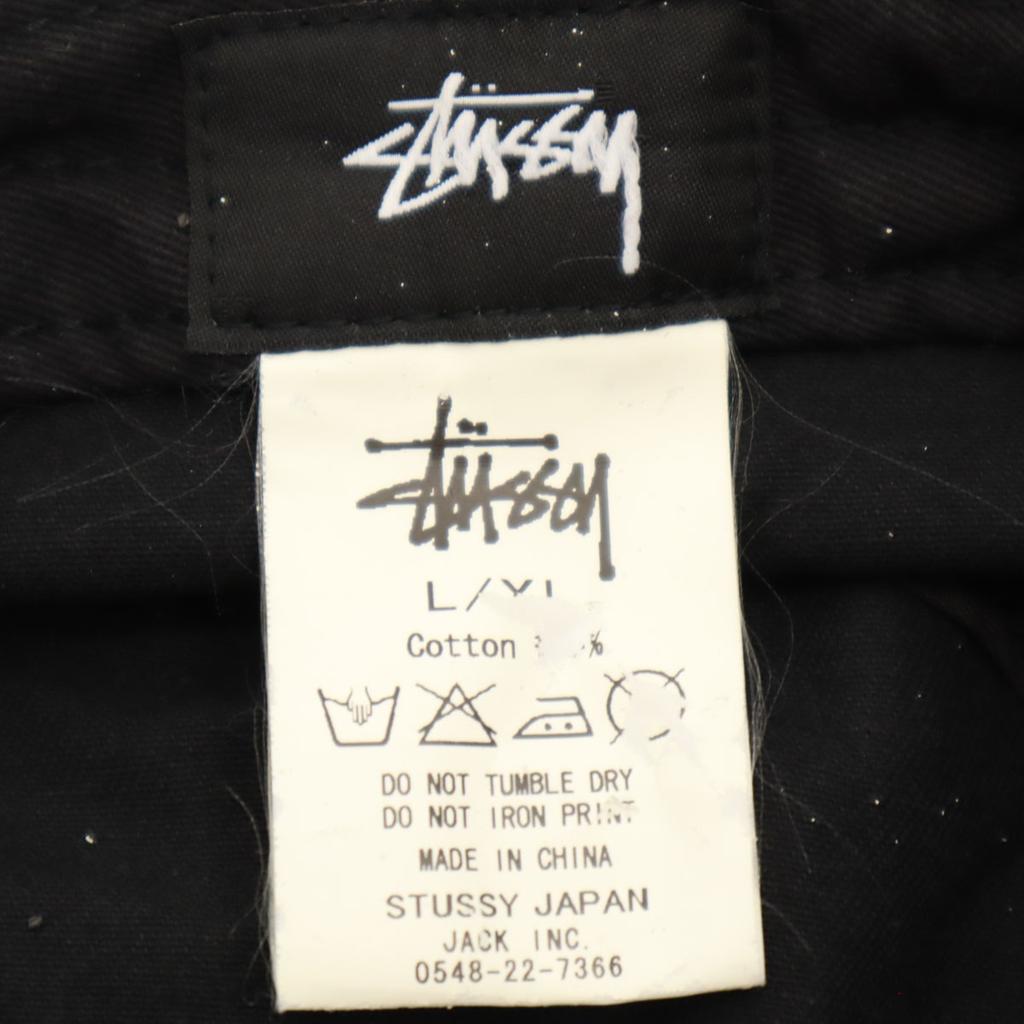 stüssy
stüssy
Cotton %
DO NOT TUMBLE DRY
DO NOT IRON PRINT
MADE IN CHINA
STUSSY JAPAN
JACK INC.
0548-22-7366